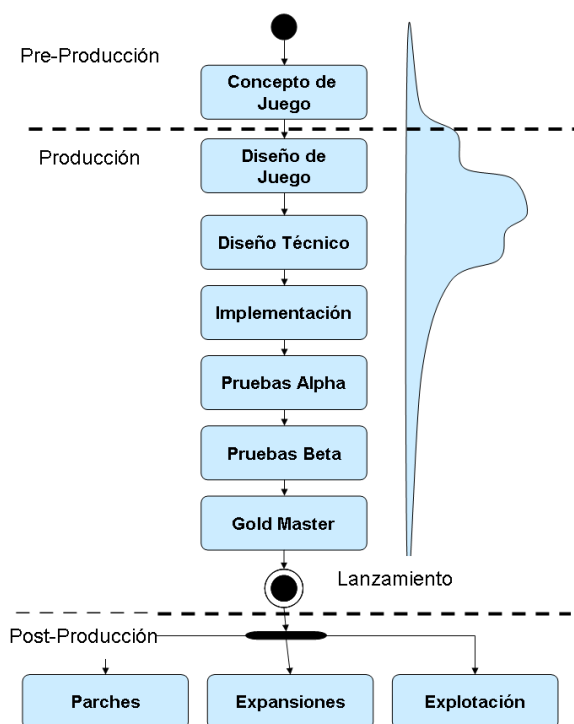 Pre-Producción
Concepto de
Juego
Producción
Diseño de
Juego
Diseño Técnico
Implementación
Pruebas Alpha
Pruebas Beta
Gold Master
Lanzamiento
Post-Producción
Parches
Expansiones
Explotación